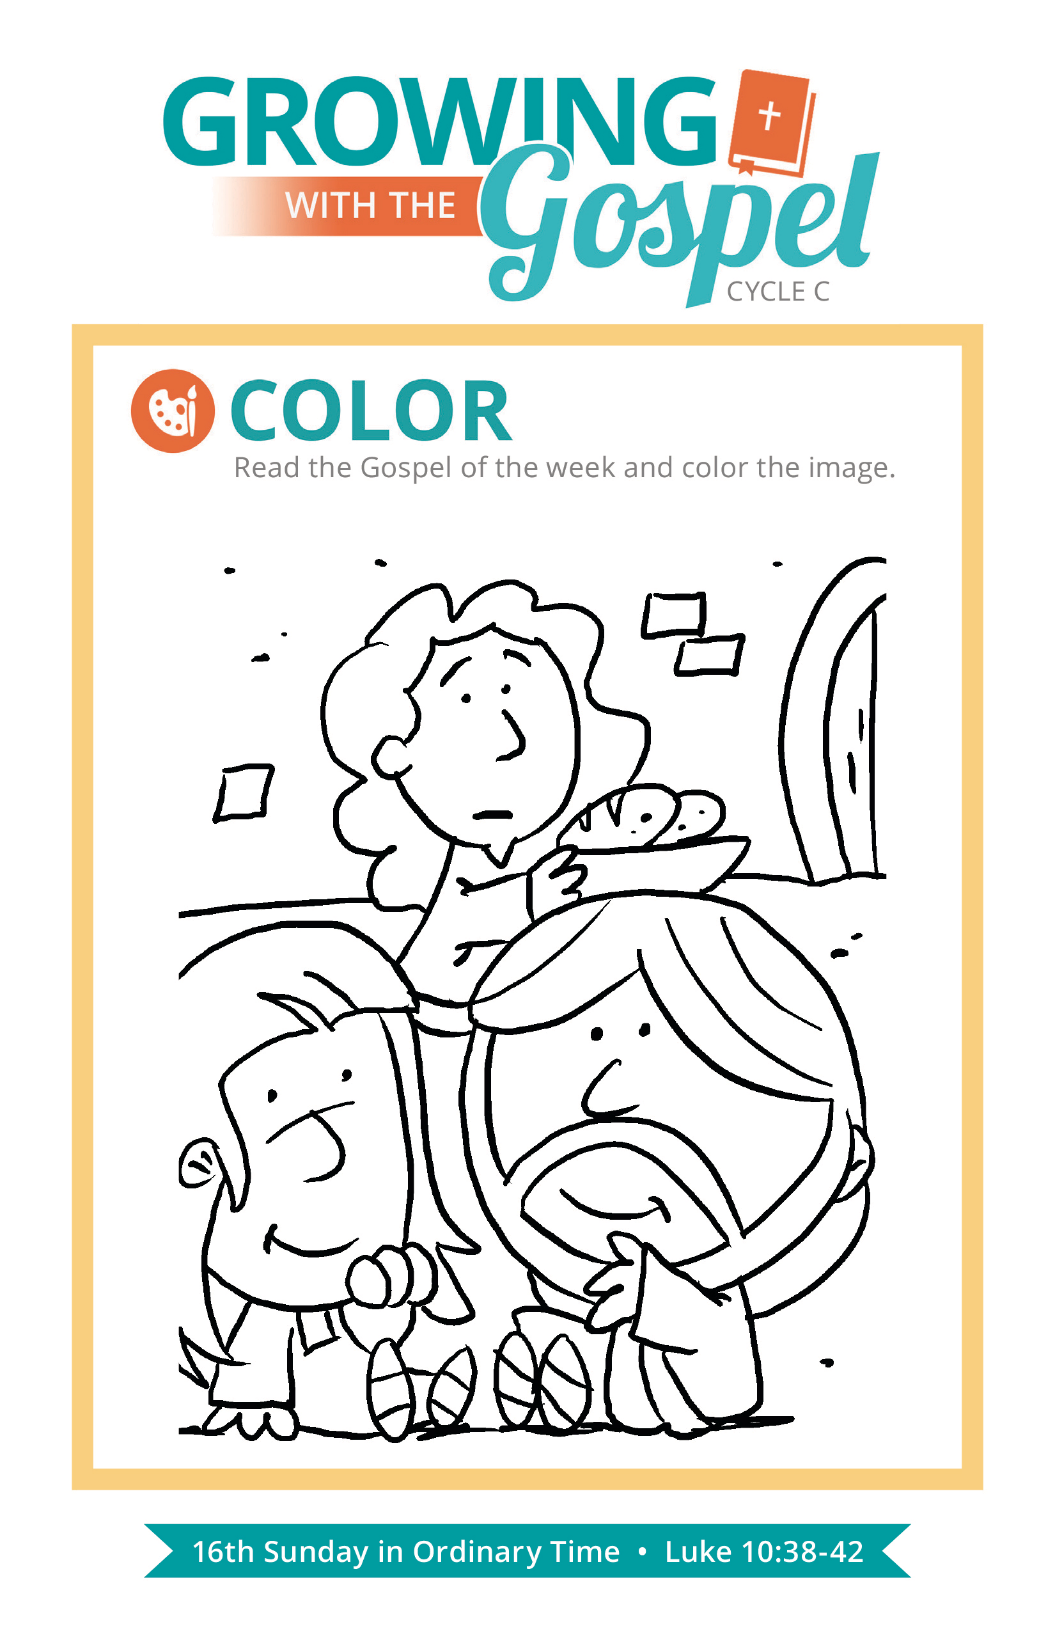 GROWING
WITH THE
Gospel
CYCLE C
COLOR
Read the Gospel of the week and color the image.
16th Sunday in Ordinary Time • Luke 10:38-42